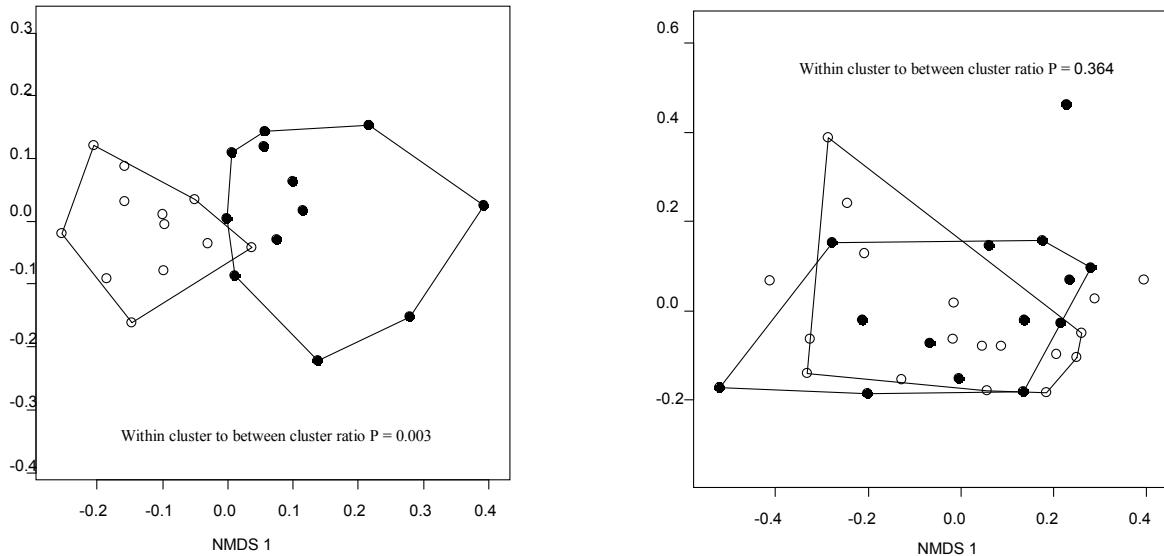 0.3
0.2
0.1
0.0
-0.1
-0.2
-0.3
-0.4
Within cluster to between cluster ratio P = 0.003
-0.2 -0.1 0.0 0.1 0.2 0.3 0.4
NMDS 1
0.6
0.4
0.2
0.0
-0.2
Within cluster to between cluster ratio P = 0.364
-0.4 -0.2 0.0 0.2 0.4
NMDS 1